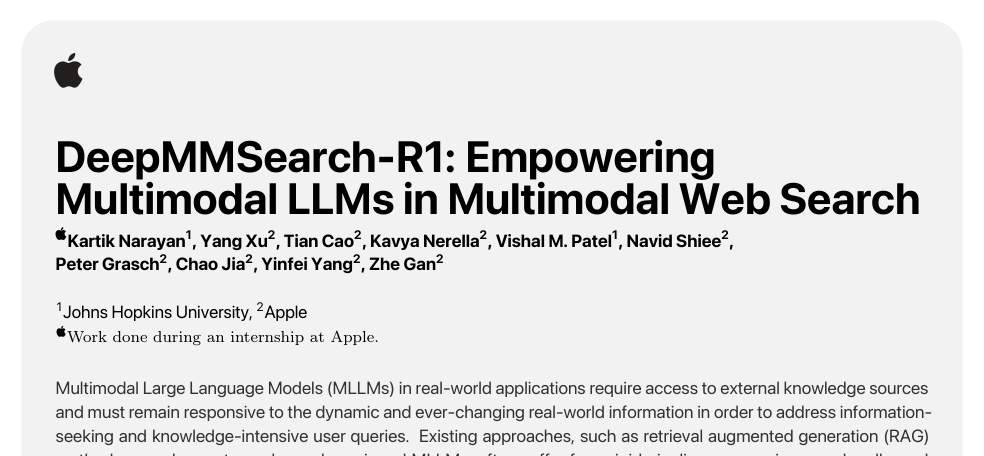 DeepMMSearch-R1: Empowering
Multimodal LLMs in Multimodal Web Search
Kartik Narayan¹, Yang Xu², Tian Cao², Kavya Nerella², Vishal M. Patel¹, Navid Shiee²,
Peter Grasch², Chao Jia², Yinfei Yang², Zhe Gan²
¹Johns Hopkins University, ²Apple
Work done during an internship at Apple.
Multimodal Large Language Models (MLLMs) in real-world applications require access to external knowledge sources
and must remain responsive to the dynamic and ever-changing real-world information in order to address information-
seeking and knowledge-intensive user queries. Existing approaches, such as retrieval augmented generation (RAG)